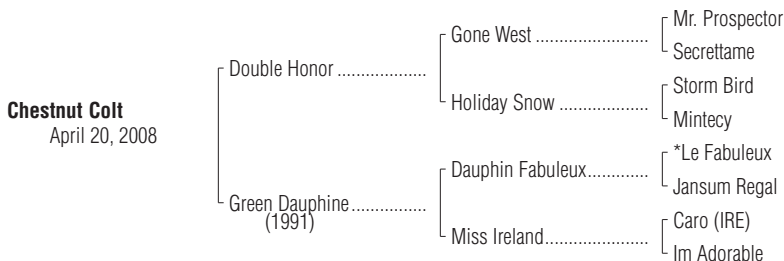 Mr. Prospector
Gone West ........................
Secrettame
Double Honor ...................
Storm Bird
Holiday Snow ...................
Mintecy
Chestnut Colt
April 20, 2008
*Le Fabuleux
Dauphin Fabuleux.............
Jansum Regal
Green Dauphine................
(1991)
Caro (IRE)
Miss Ireland......................
Im Adorable